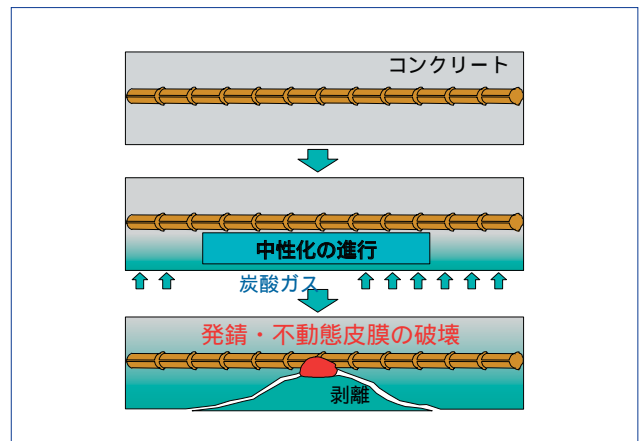 コンクリート
中性化の進行
炭酸ガス
発錆・不動態皮膜の破壊
剥離